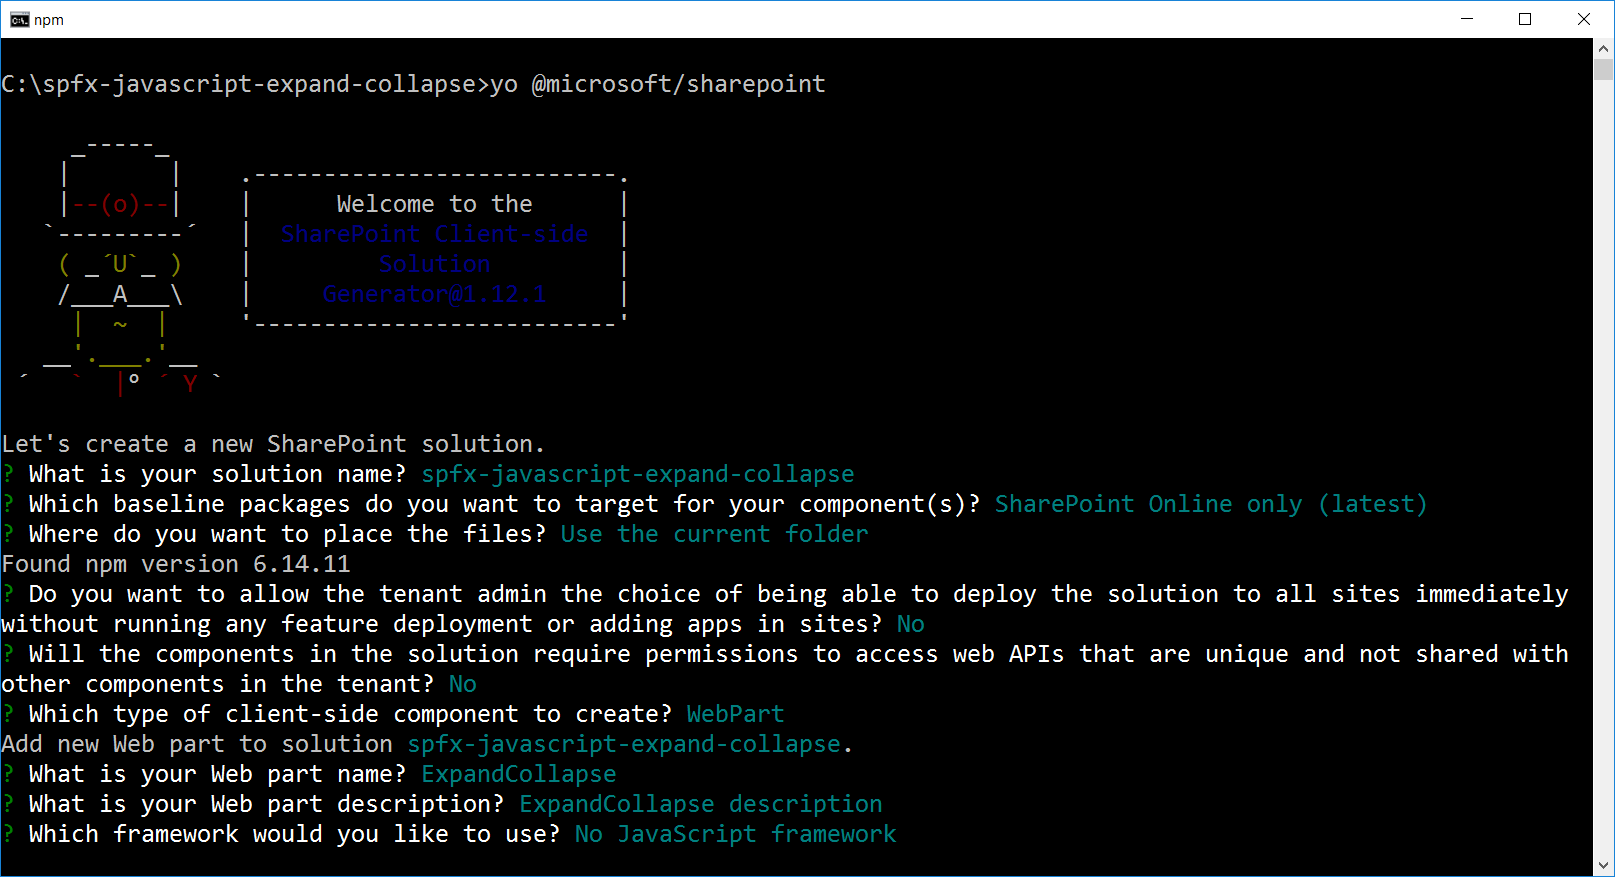 npm
C:\spfx-javascript-expand-collapse>yo @microsoft/sharepoint
     _-----_
    |       |    .--------------------------.
    |--(o)--|    |      Welcome to the      |
   `---------´   |  SharePoint Client-side  |
    ( _´U`_ )    |         Solution         |
    /___A___\    |     Generator@1.12.1     |
     |  ~  |     '--------------------------'
   __'.___.'__
 ´   `  |° ´ Y `
Let's create a new SharePoint solution.
? What is your solution name? spfx-javascript-expand-collapse
? Which baseline packages do you want to target for your component(s)? SharePoint Online only (latest)
? Where do you want to place the files? Use the current folder
Found npm version 6.14.11
? Do you want to allow the tenant admin the choice of being able to deploy the solution to all sites immediately
without running any feature deployment or adding apps in sites? No
? Will the components in the solution require permissions to access web APIs that are unique and not shared with
other components in the tenant? No
? Which type of client-side component to create? WebPart
Add new Web part to solution spfx-javascript-expand-collapse.
? What is your Web part name? ExpandCollapse
? What is your Web part description? ExpandCollapse description
? Which framework would you like to use? No JavaScript framework